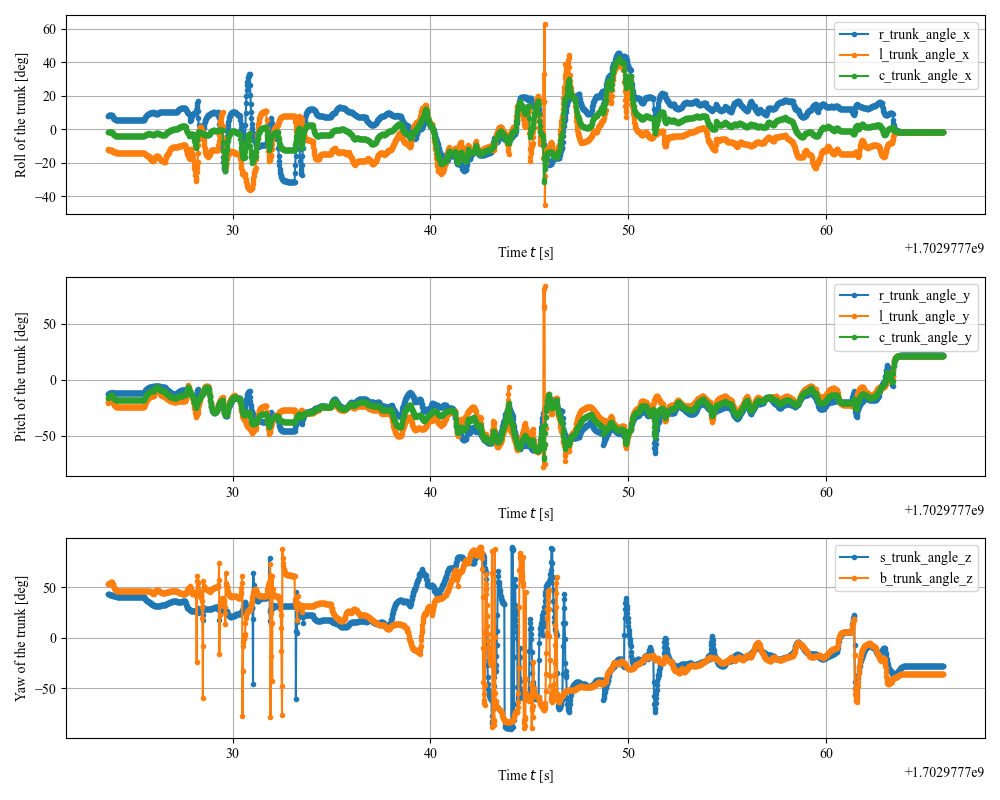 Roll of the trunk [deg]
60
40
20
0
−20
−40
r_trunk_angle_x
l_trunk_angle_x
c_trunk_angle_x
30
40
50
60
Time t [s]
+1.7029777e9
Pitch of the trunk [deg]
50
0
−50
r_trunk_angle_y
l_trunk_angle_y
c_trunk_angle_y
30
40
50
60
Time t [s]
+1.7029777e9
Yaw of the trunk [deg]
50
0
−50
s_trunk_angle_z
b_trunk_angle_z
30
40
50
60
Time t [s]
+1.7029777e9